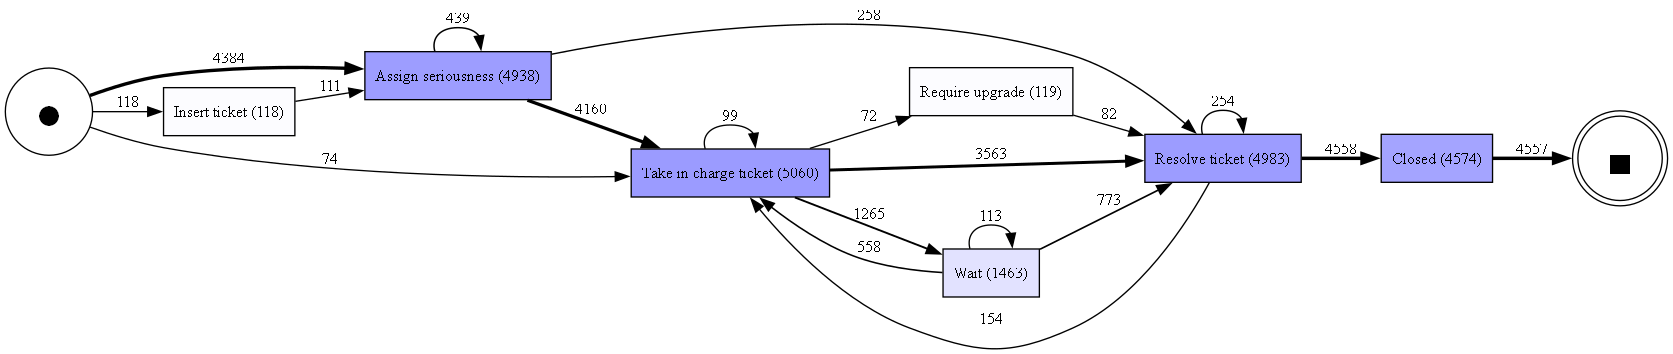 439
258
4384
Assign seriousness (4938)
118
111
Insert ticket (118)
4160
72
Require upgrade (119)
82
254
99
74
Take in charge ticket (5060)
3563
Resolve ticket (4983)
4558
Closed (4574)
4557
1265
558
113
773
Wait (1463)
154